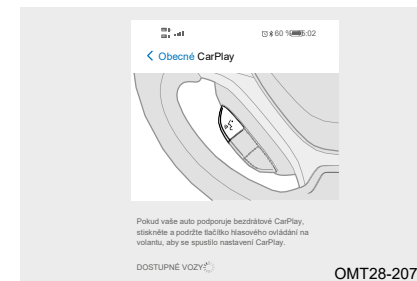 60 % 5:02
Obecné CarPlay
Pokud vaše auto podporuje bezdrátové CarPlay,
stiskněte a podržte tlačítko hlasového ovládání na
volantu, aby se spustilo nastavení CarPlay.
DOSTUPNÉ VOZY:
OMT28-207